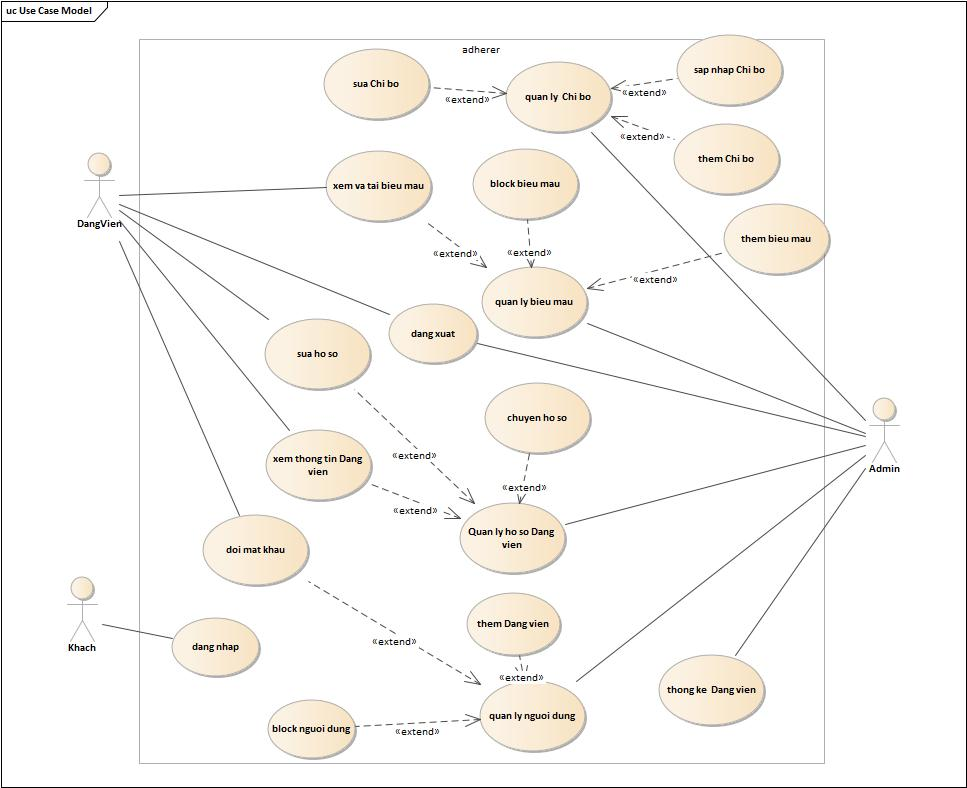 uc Use Case Model
adherer
sua Chi bo
«extend»
quan ly Chi bo
sap nhap Chi bo
«extend»
«extend»
them Chi bo
DangVien
xem va tai bieu mau
block bieu mau
them bieu mau
«extend»
«extend»
«extend»
quan ly bieu mau
dang xuat
sua ho so
chuyen ho so
Admin
xem thong tin Dang
vien
«extend»
«extend»
«extend»
Quan ly ho so Dang
vien
doi mat khau
Khach
dang nhap
them Dang vien
«extend»
«extend»
thong ke Dang vien
quan ly nguoi dung
block nguoi dung
«extend»